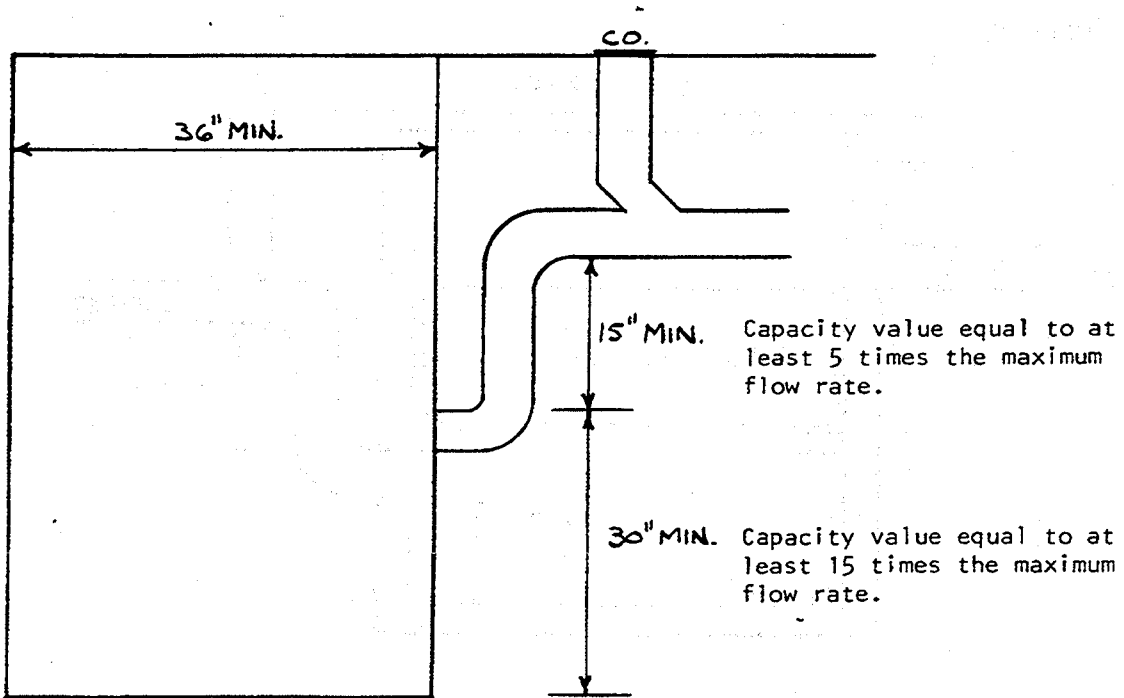 CO.
36" MIN.
15" MIN.
Capacity value equal to at
least 5 times the maximum
flow rate.
30" MIN.
Capacity value equal to at
least 15 times the maximum
flow rate.